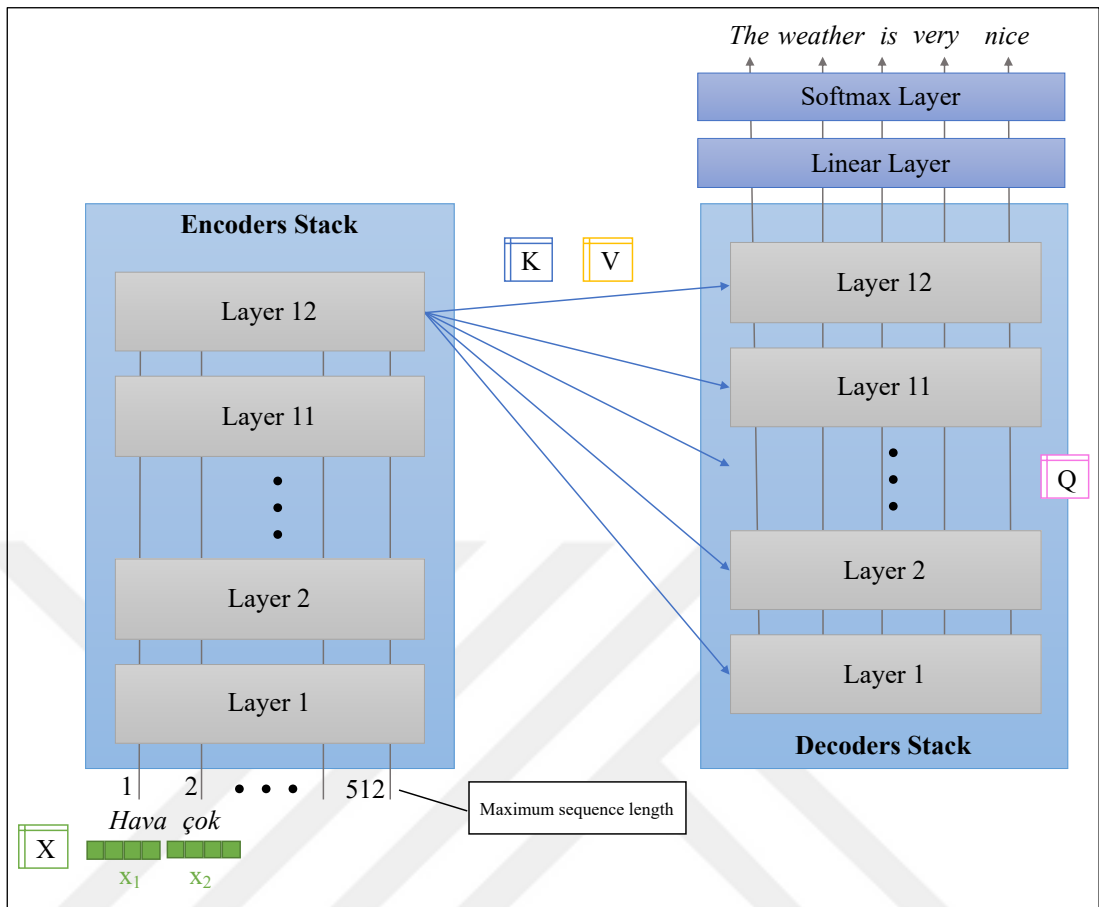 The weather is very nice
Softmax Layer
Linear Layer
Encoders Stack
K V
Layer 12
Layer 11
Layer 2
Layer 1
Layer 12
Layer 11
Q
Layer 2
Layer 1
Decoders Stack
1 2 512
Maximum sequence length
Hava çok
X
x₁ x₂